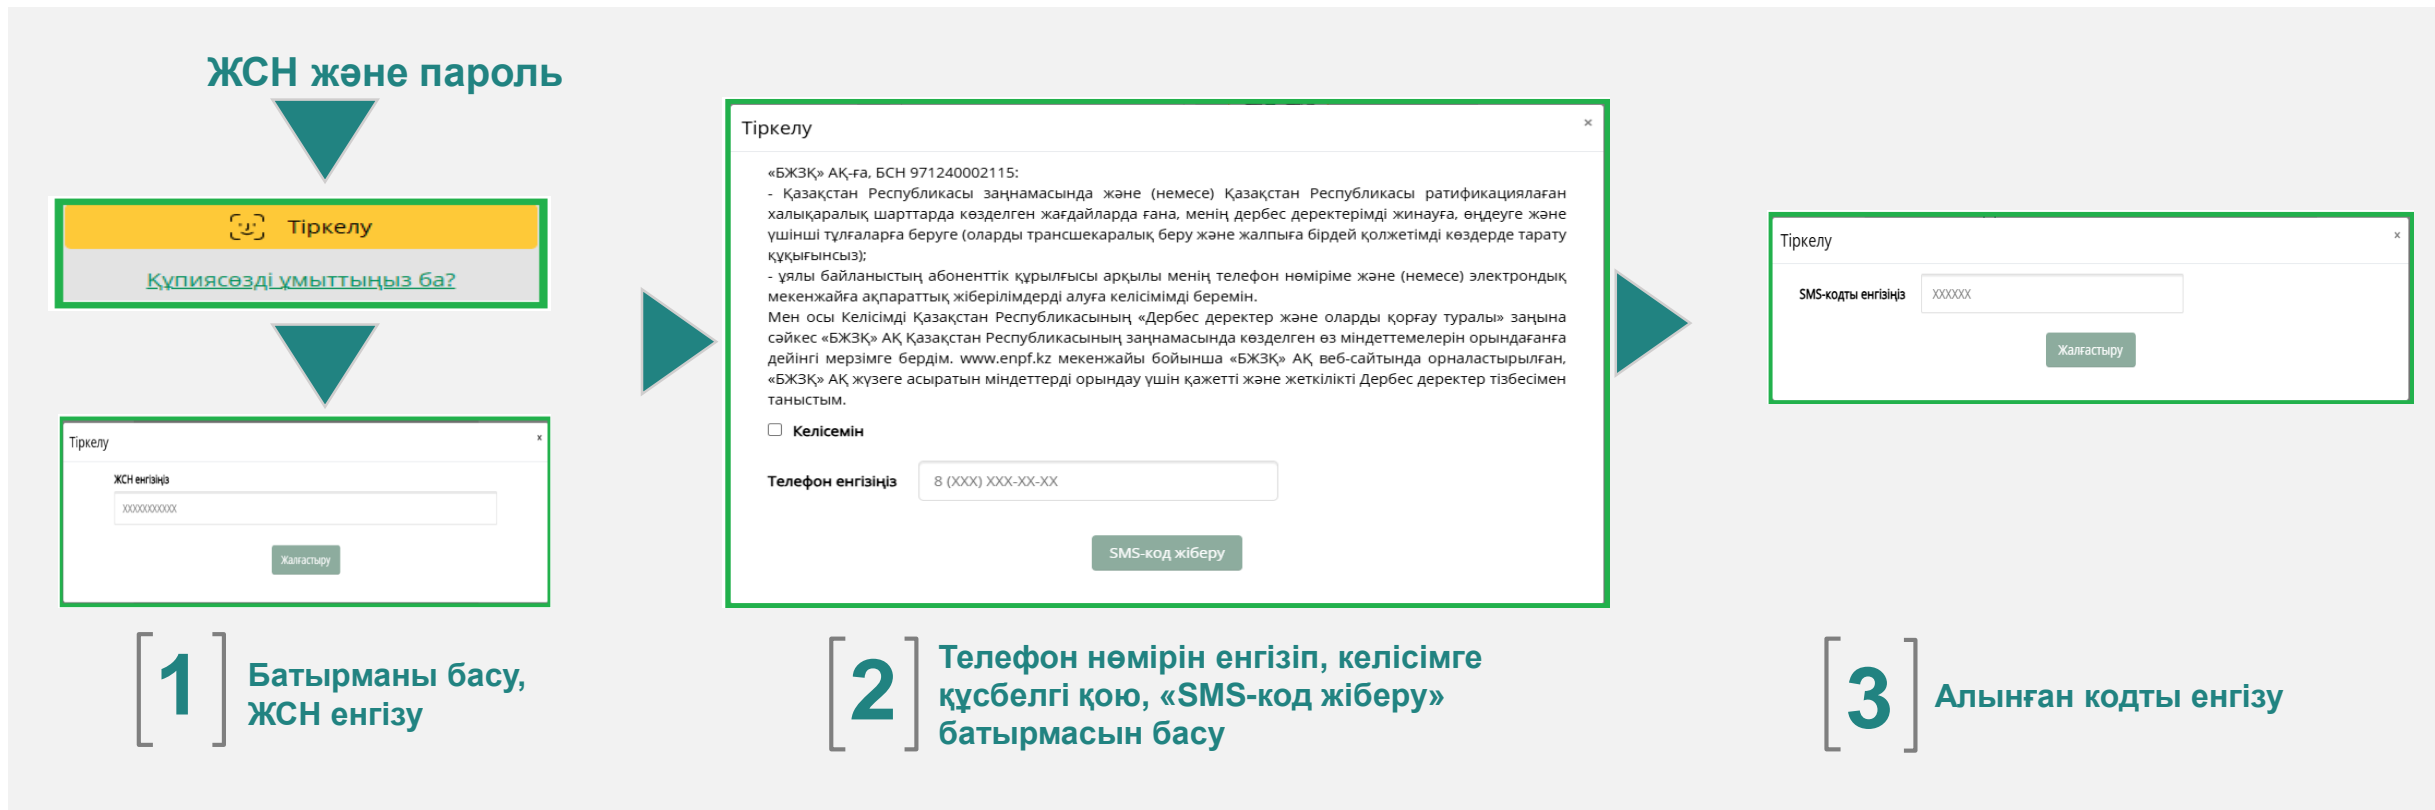 ЖСН және пароль
Тіркелу
Құпиясөзді ұмыттыңыз ба?
Тіркелу
x
ЖСН енгізіңіз
XXXXXXXXXXX
Жалғастыру
[1]
Батырманы басу,
ЖСН енгізу
Тіркелу
×
«БЖЗҚ» АҚ-ға, БСН 971240002115:
- Қазақстан Республикасы заңнамасында және (немесе) Қазақстан Республикасы ратификациялаған
халықаралық шарттарда көзделген жағдайларда ғана, менің дербес деректерімді жинауға, өңдеуге және
үшінші тұлғаларға беруге (оларды трансшекаралық беру және жалпыға бірдей қолжетімді көздерде тарату
құқығынсыз);
- ұялы байланыстың абоненттік құрылғысы арқылы менің телефон нөміріме және (немесе) электрондық
мекенжайға ақпараттық жіберілімдерді алуға келісімімді беремін.
Мен осы Келісімді Қазақстан Республикасының «Дербес деректер және оларды қорғау туралы» заңына
сәйкес «БЖЗҚ» АҚ Қазақстан Республикасының заңнамасында көзделген өз міндеттемелерін орындағанға
дейінгі мерзімге бердім. www.enpf.kz мекенжайы бойынша «БЖЗҚ» АҚ веб-сайтында орналастырылған,
«БЖЗҚ» АҚ жүзеге асыратын міндеттерді орындау үшін қажетті және жеткілікті Дербес деректер тізбесімен
таныстым.
Келісемін
Телефон енгізіңіз
8 (XXX) XXX-XX-XX
SMS-код жіберу
[2]
Телефон нөмірін енгізіп, келісімге
құсбелгі қою, «SMS-код жіберу»
батырмасын басу
Тіркелу
x
SMS-кодты енгізіңіз
XXXXXX
Жалғастыру
[3]
Алынған кодты енгізу